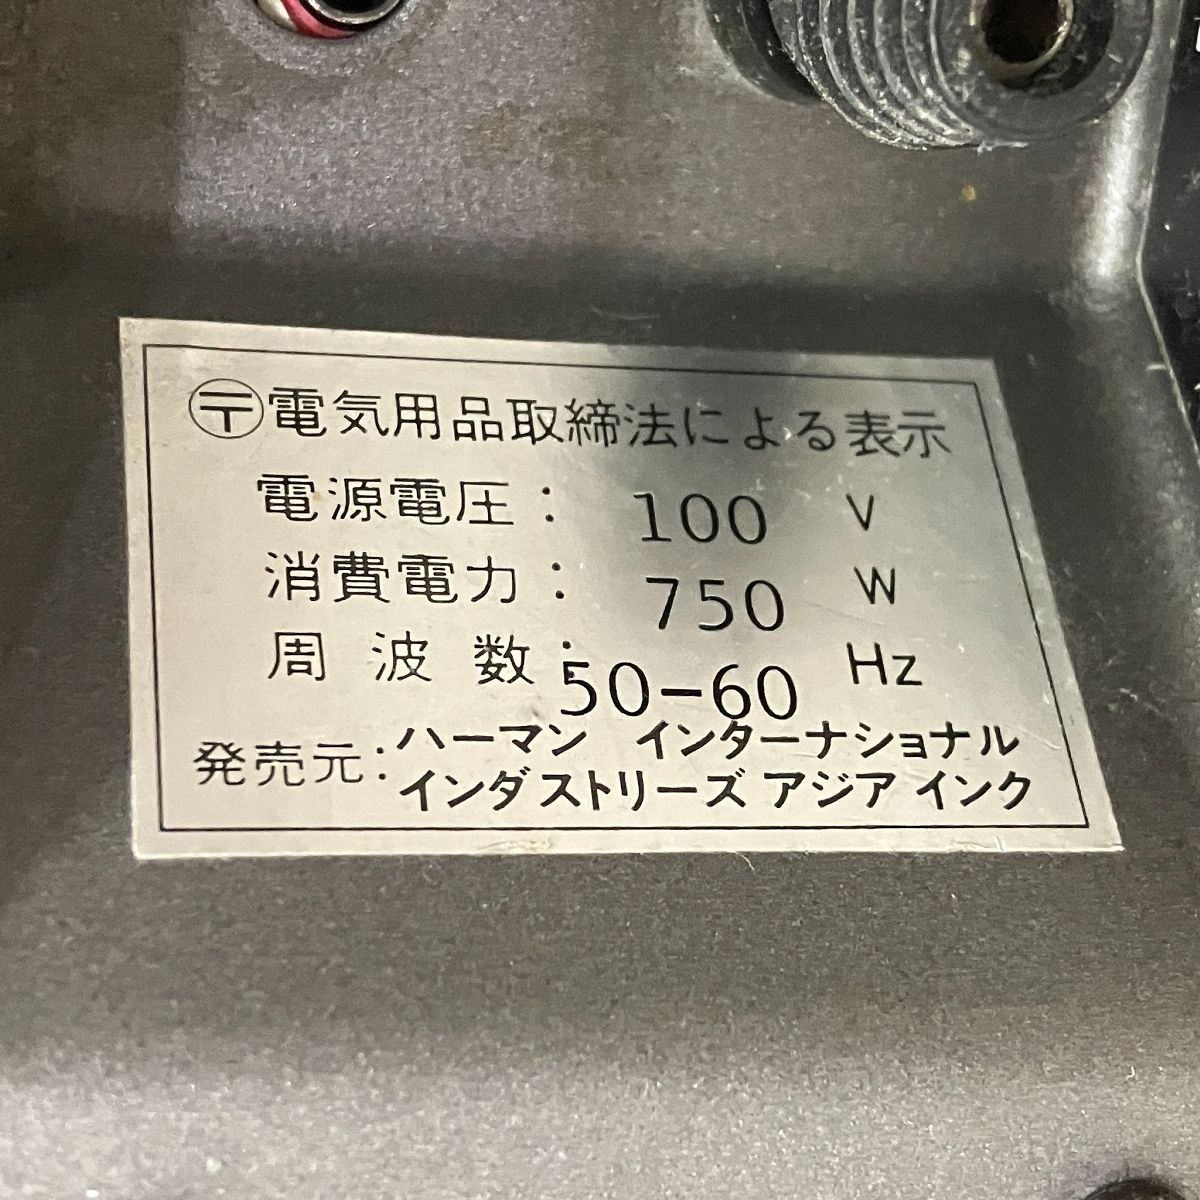 〶電気用品取締法による表示
電源電圧: 100 V
消費電力: 750 W
周波数: 50-60 Hz
発売元: ハーマン インターナショナル
インダストリーズ アジア インク